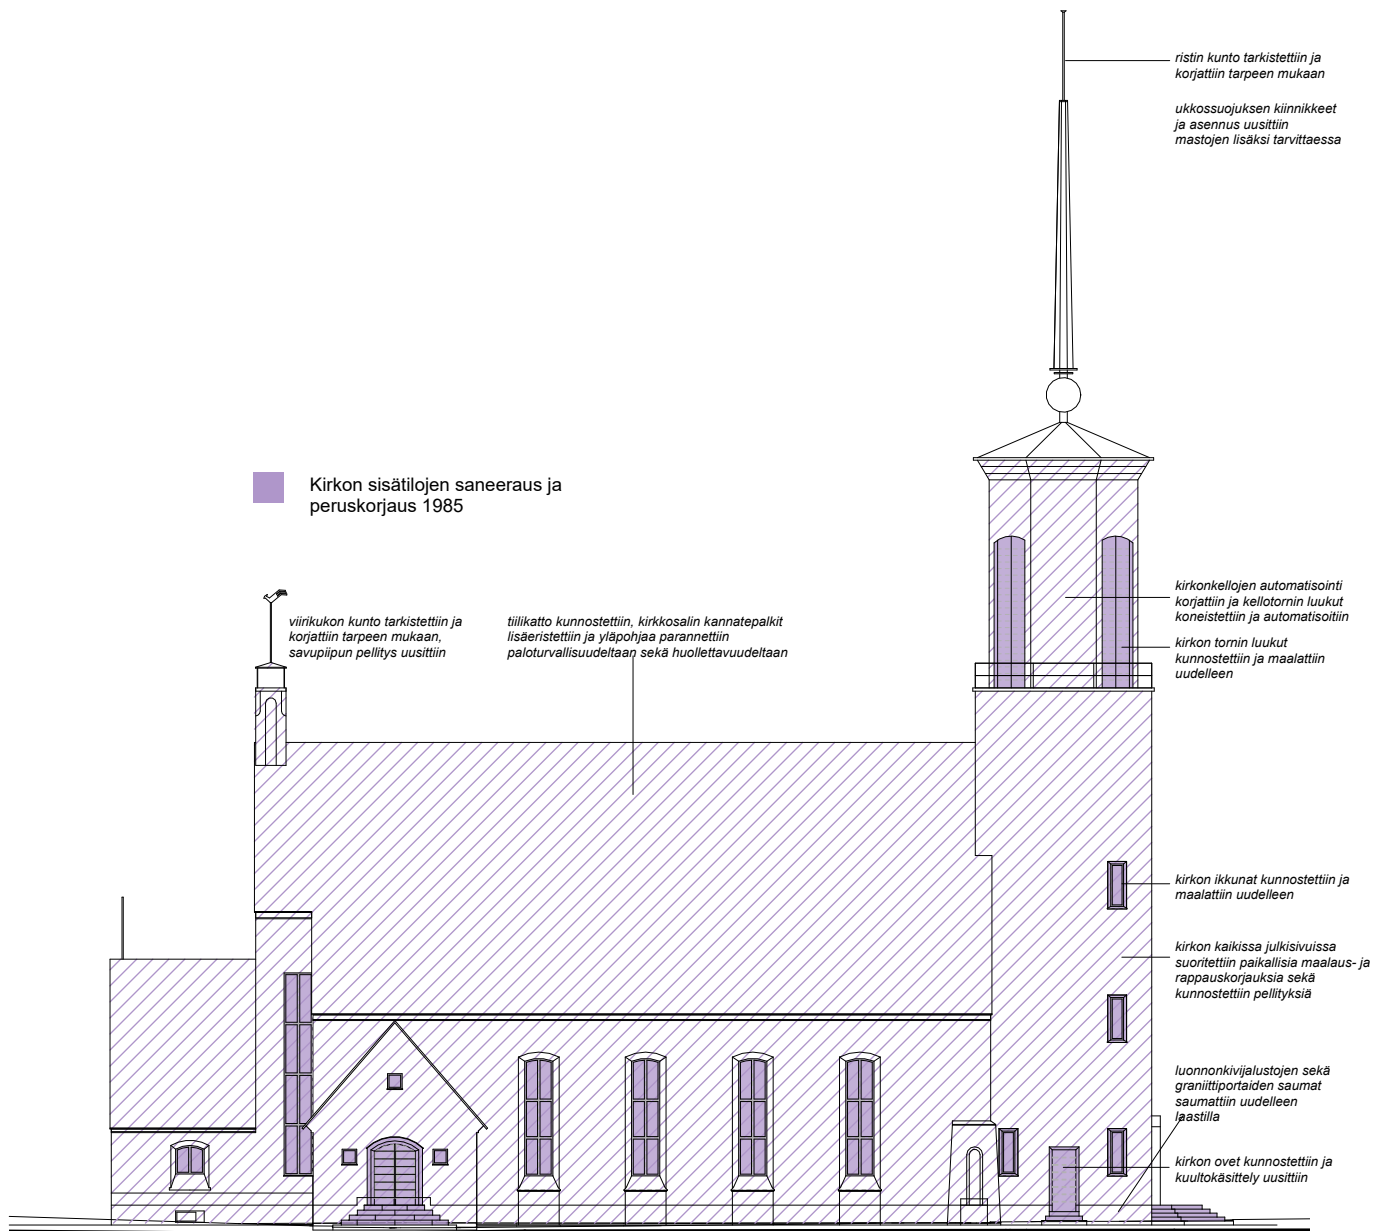 ristin kunto tarkistettiin ja
korjattiin tarpeen mukaan
ukkossuojuksen kiinnikkeet
ja asennus uusittiin
mastojen lisäksi tarvittaessa
Kirkon sisätilojen saneeraus ja
peruskorjaus 1985
kirkonkellojen automatisointi
korjattiin ja kellotornin luukut
koneistettiin ja automatisoitiin
viirikukon kunto tarkistettiin ja
korjattiin tarpeen mukaan,
savupiipun pellitys uusittiin
tiilikatto kunnostettiin, kirkkosalin kannatepalkit
lisäeristettiin ja yläpohjaa parannettiin
paloturvallisuudeltaan sekä huollettavuudeltaan
kirkon tornin luukut
kunnostettiin ja maalattiin
uudelleen
kirkon ikkunat kunnostettiin ja
maalattiin uudelleen
kirkon kaikissa julkisivuissa
suoritettiin paikallisia maalaus- ja
rappauskorjauksia sekä
kunnostettiin pellityksiä
luonnonkivijalustojen sekä
graniittiportaiden saumat
saumattiin uudelleen
laastilla
kirkon ovet kunnostettiin ja
kuultokäsittely uusittiin